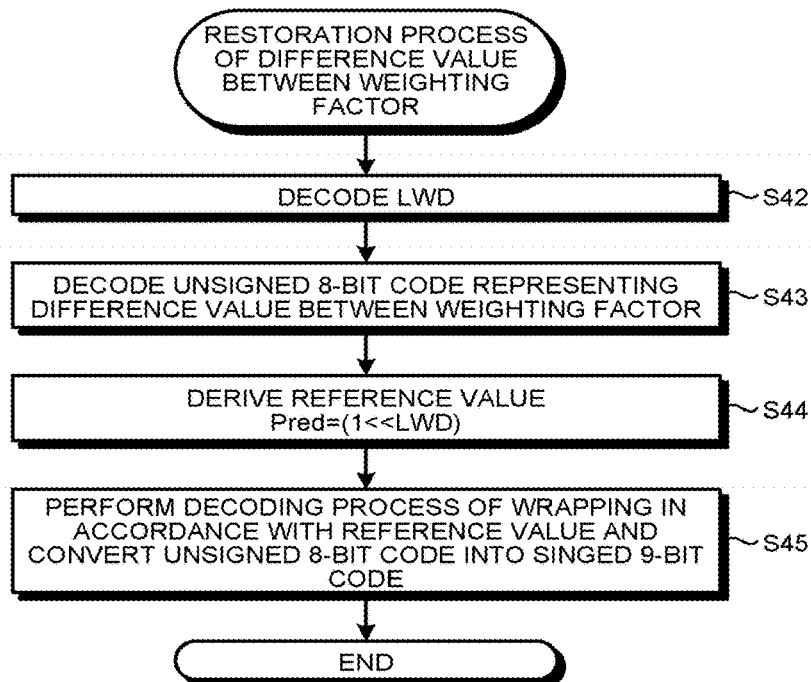 RESTORATION PROCESS
OF DIFFERENCE VALUE
BETWEEN WEIGHTING
FACTOR
DECODE LWD
S42
DECODE UNSIGNED 8-BIT CODE REPRESENTING
DIFFERENCE VALUE BETWEEN WEIGHTING FACTOR
S43
DERIVE REFERENCE VALUE
Pred=(1<<LWD)
S44
PERFORM DECODING PROCESS OF WRAPPING IN
ACCORDANCE WITH REFERENCE VALUE AND
CONVERT UNSIGNED 8-BIT CODE INTO SINGED 9-BIT
CODE
S45
END